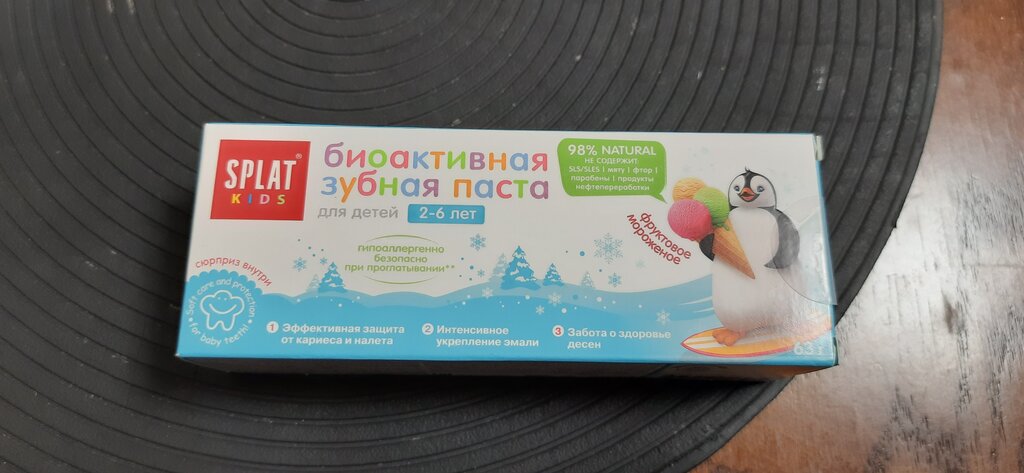 SPLAT®
KIDS
биоактивная
зубная паста
для детей 2-6 лет
98% NATURAL
НЕ СОДЕРЖИТ:
SLS/SLES | мяту | фтор |
парабены | продукты
нефтепереработки
фруктовое
мороженое
гипоаллергенно
безопасно
при проглатывании**
сюрприз внутри
Soft care and protection
for baby teeth!
1 Эффективная защита
от кариеса и налета
2 Интенсивное
укрепление эмали
3 Забота о здоровье
десен
63 г